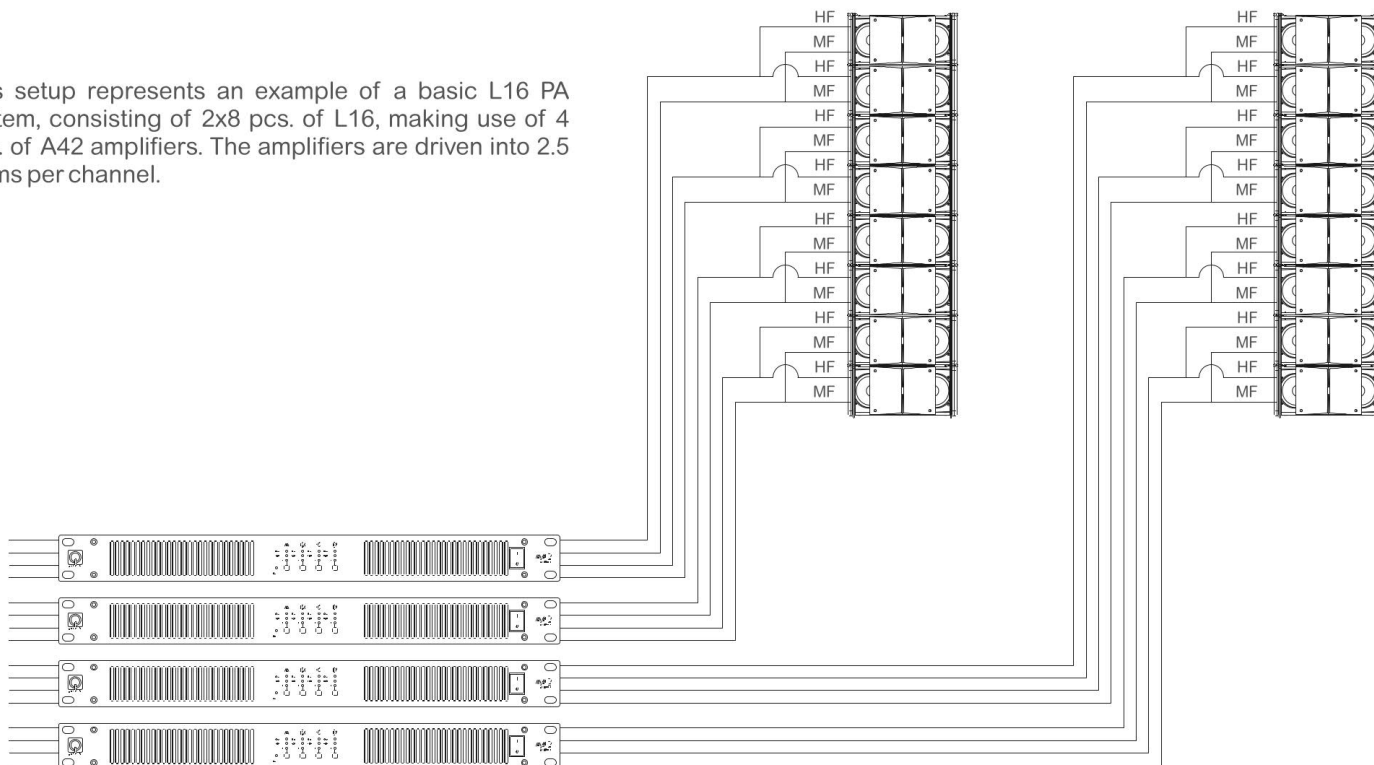 s setup represents an example of a basic L16 PA
tem, consisting of 2x8 pcs. of L16, making use of 4
. of A42 amplifiers. The amplifiers are driven into 2.5
ms per channel.
HF
MF
HF
MF
HF
MF
HF
MF
HF
MF
HF
MF
HF
MF
HF
MF
HF
MF
HF
MF
HF
MF
HF
MF
HF
MF
HF
MF
HF
MF
HF
MF